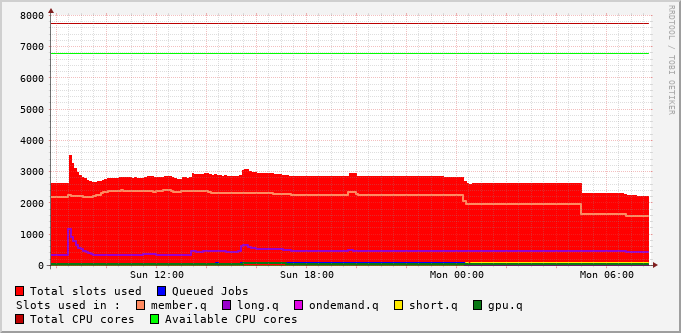 8000
7000
6000
5000
4000
3000
2000
1000
0
Sun 12:00 Sun 18:00 Mon 00:00 Mon 06:00
RRDTOOL / TOBI OETIKER
Total slots used Queued Jobs
Slots used in : member.q long.q ondemand.q short.q gpu.q
Total CPU cores Available CPU cores